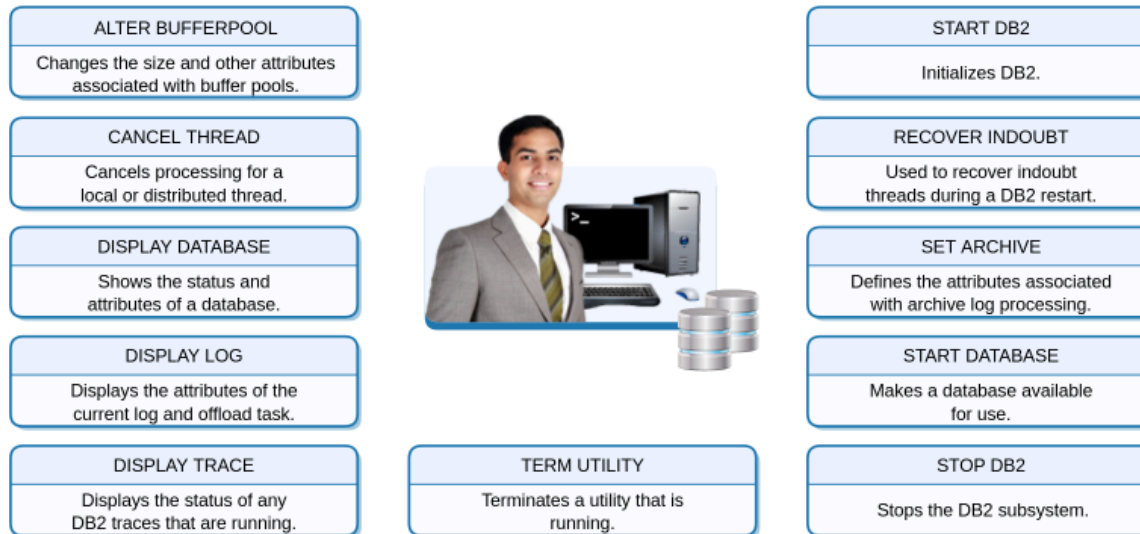 ALTER BUFFERPOOL
Changes the size and other attributes
associated with buffer pools.
CANCEL THREAD
Cancels processing for a
local or distributed thread.
DISPLAY DATABASE
Shows the status and
attributes of a database.
DISPLAY LOG
Displays the attributes of the
current log and offload task.
DISPLAY TRACE
Displays the status of any
DB2 traces that are running.
>_
TERM UTILITY
Terminates a utility that is
running.
START DB2
Initializes DB2.
RECOVER INDOUBT
Used to recover indoubt
threads during a DB2 restart.
SET ARCHIVE
Defines the attributes associated
with archive log processing.
START DATABASE
Makes a database available
for use.
STOP DB2
Stops the DB2 subsystem.